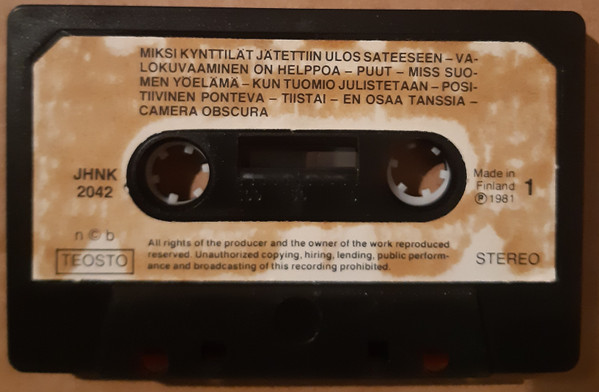 MIKSI KYNTTILÄT JÄTETTIIN ULOS SATEESEEN – VA-
LOKUVAAMINEN ON HELPPOA – PUUT – MISS SUO-
MEN YÖELÄMÄ – KUN TUOMIO JULISTETAAN – POSI-
TIIVINEN PONTEVA – TIISTAI – EN OSAA TANSSIA –
CAMERA OBSCURA
JHNK
2042
Made in
Finland
℗ 1981
1
n © b
TEOSTO
All rights of the producer and the owner of the work reproduced
reserved. Unauthorized copying, hiring, lending, public perform-
ance and broadcasting of this recording prohibited.
STEREO